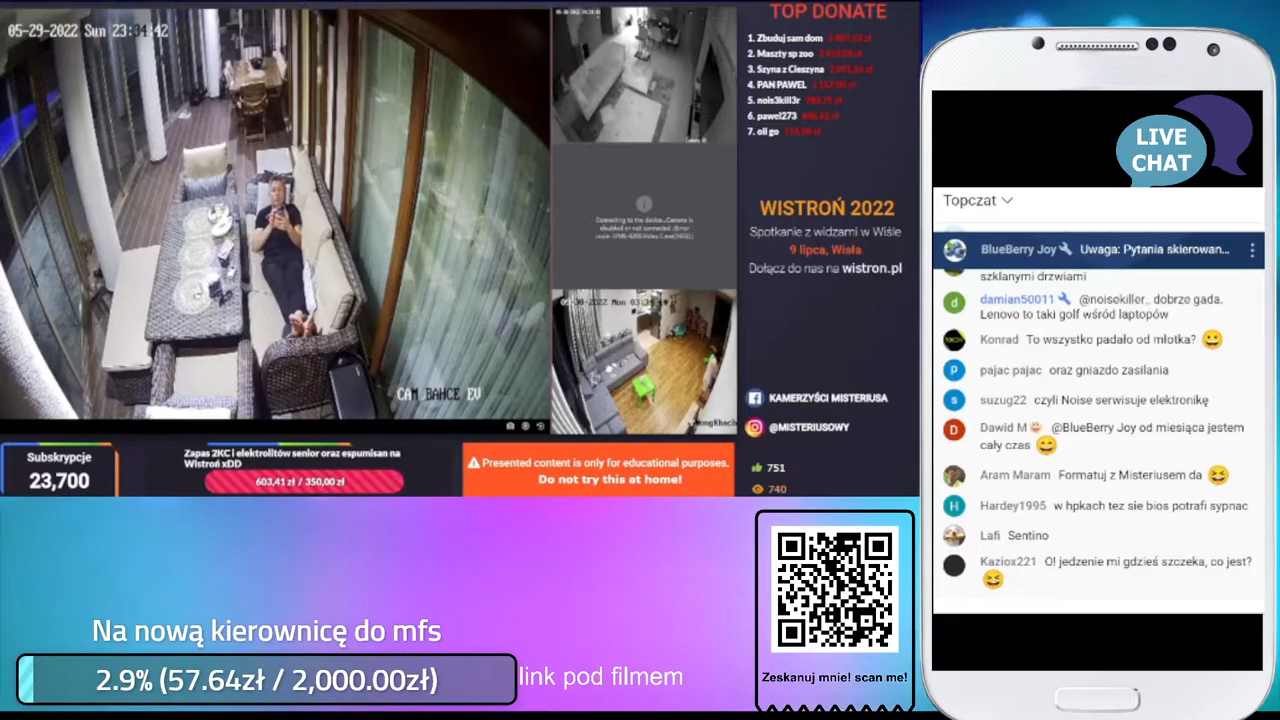 05-29-2022 Sun 23:34:42
CAM BAHCE EV
TOP DONATE
1. Zbuduj sam dom
2. Maszty sp zoo
3. Szyna z Cieszyna
4. PAN PAWEL
5. nois3kill3r
6. pawel273
7. oli go
WISTROŃ 2022
Spotkanie z widzami w Wiśle
9 lipca, Wisła
Dołącz do nas na wistron.pl
KAMERZYŚCI MISTERIUSA
@MISTERIUSOWY
751
740
Subskrypcje
23,700
Zapas 2KC i elektrolitów senior oraz espumisan na
Wistroń xDD
603,41 zł / 350,00 zł
Presented content is only for educational purposes.
Do not try this at home!
Na nową kierownicę do mfs
2.9% (57.64zł / 2,000.00zł)
link pod filmem
Zeskanuj mnie! scan me!
LIVE
CHAT
Topczat
BlueBerry Joy Uwaga: Pytania skierowan...
szklanymi drzwiami
damian50011 @noisekiller_ dobrze gada.
Lenovo to taki golf wśród laptopów
Konrad To wszystko padało od młotka? 😀
pajac pajac oraz gniazdo zasilania
suzug22 czyli Noise serwisuje elektronikę
Dawid M @BlueBerry Joy od miesiąca jestem
cały czas 😄
Aram Maram Formatuj z Misteriusem da 😆
Hardey1995 w hpkach tez sie bios potrafi sypnac
Lafi Sentino
Kaziox221 O! jedzenie mi gdzieś szczeka, co jest?
😆